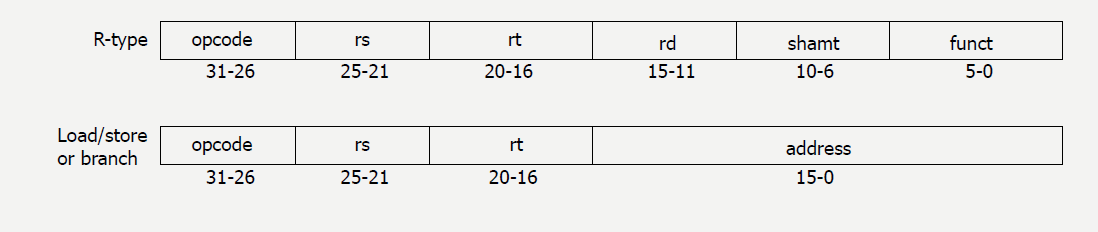 R-type opcode rs rt rd shamt funct
31-26 25-21 20-16 15-11 10-6 5-0
Load/store
or branch opcode rs rt address
31-26 25-21 20-16 15-0